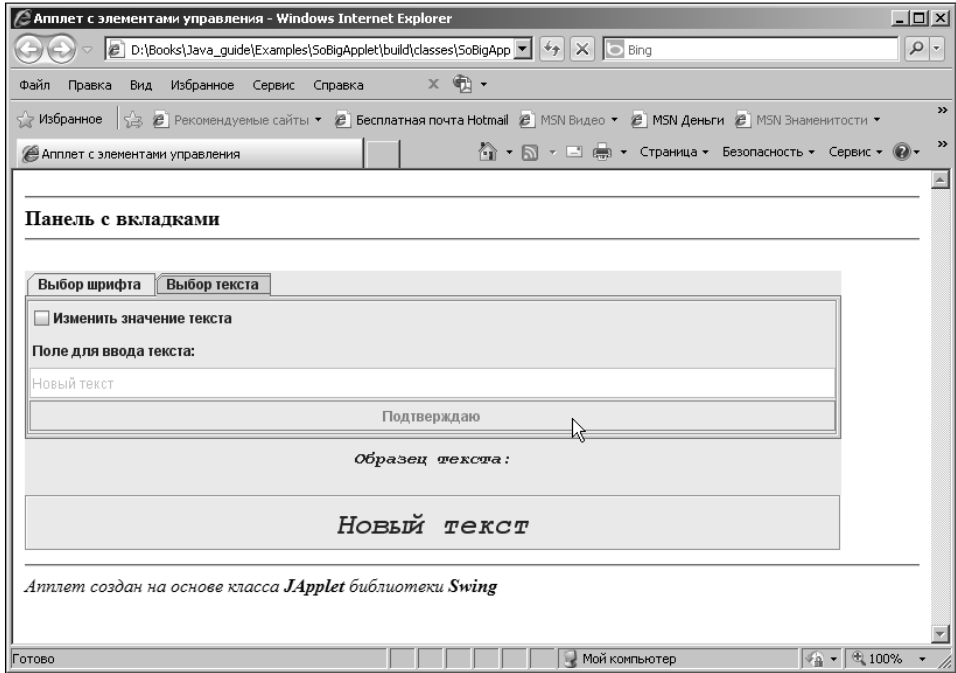 Апплет с элементами управления - Windows Internet Explorer
D:\Books\Java_guide\Examples\SoBigApplet\build\classes\SoBigApp
Bing
Файл Правка Вид Избранное Сервис Справка
Избранное Рекомендуемые сайты Бесплатная почта Hotmail MSN Видео MSN Деньги MSN Знаменитости
Апплет с элементами управления
Страница Безопасность Сервис
Панель с вкладками
Выбор шрифта Выбор текста
Изменить значение текста
Поле для ввода текста:
Новый текст
Подтверждаю
Образец текста:
Новый текст
Апплет создан на основе класса JApplet библиотеки Swing
Готово Мой компьютер 100%